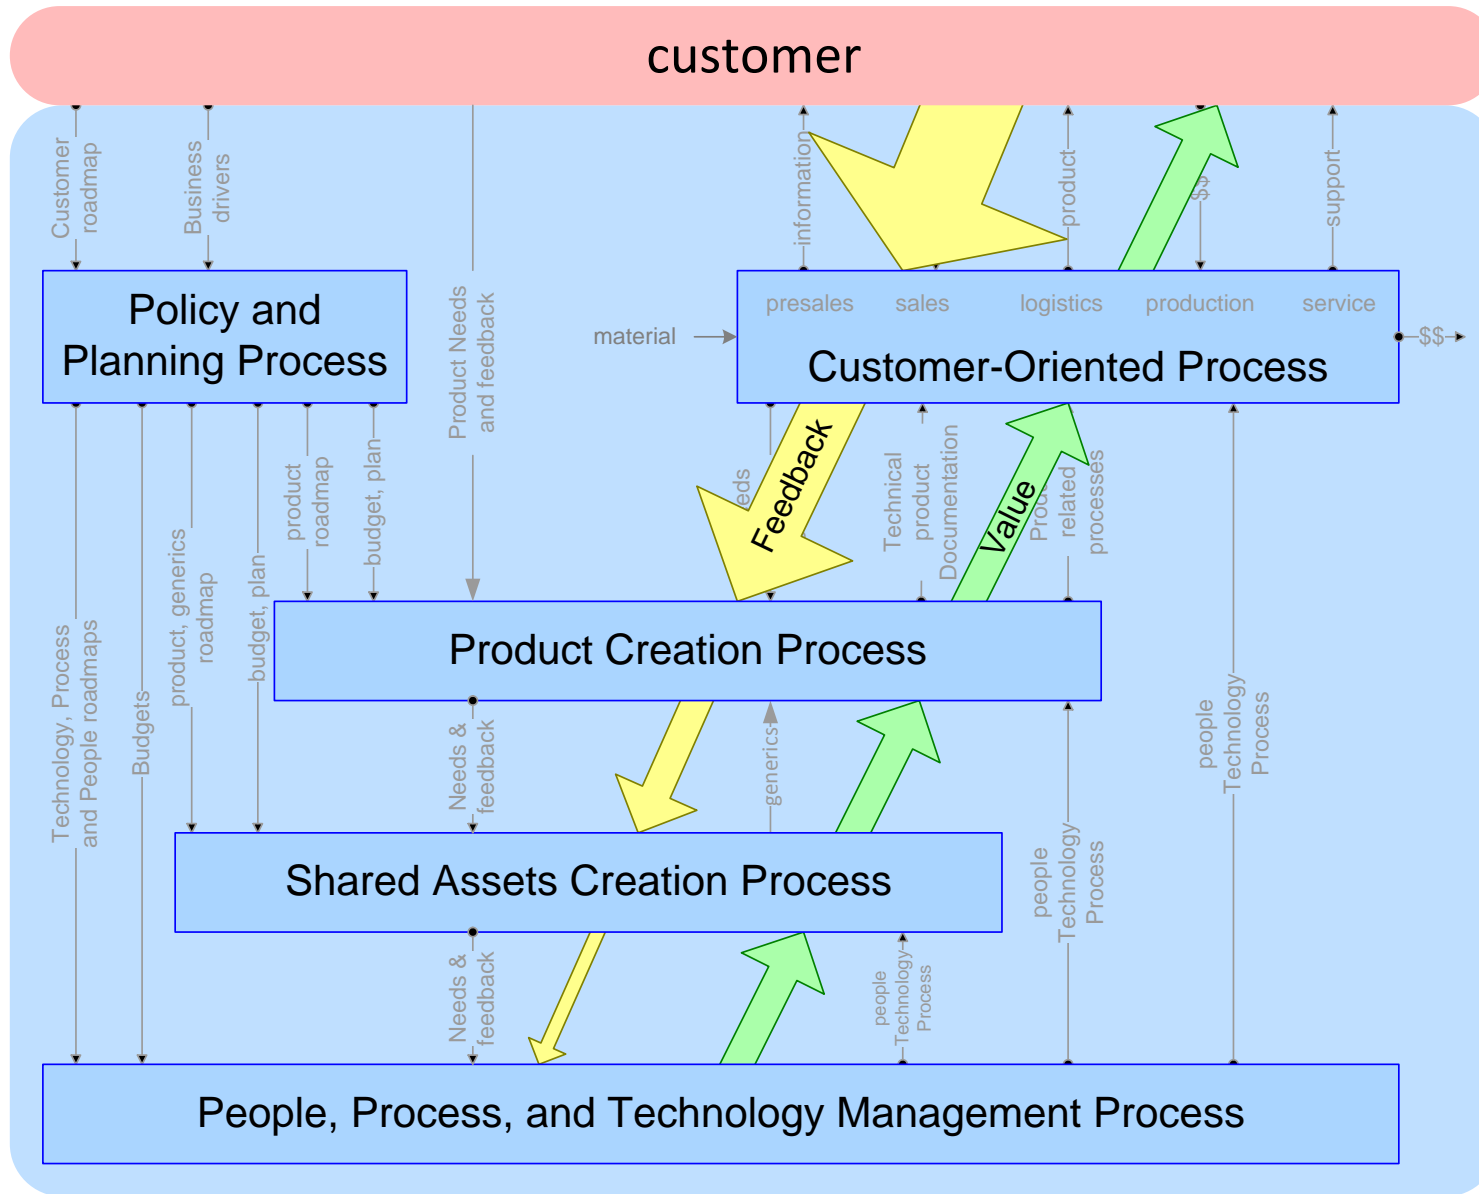 customer
Customer
roadmap
Business
drivers
Product Needs
and feedback
information
product
$$
support
Policy and
Planning Process
presales
sales
logistics
production
service
material
Customer-Oriented Process
$$
Technology, Process
and People roadmaps
Budgets
product, generics
roadmap
budget, plan
product
roadmap
budget, plan
Feedback
Technical
product
Documentation
Value
related
processes
people
Technology
Process
Product Creation Process
Needs &
feedback
generics
people
Technology
Process
Shared Assets Creation Process
Needs &
feedback
people
Technology
Process
People, Process, and Technology Management Process